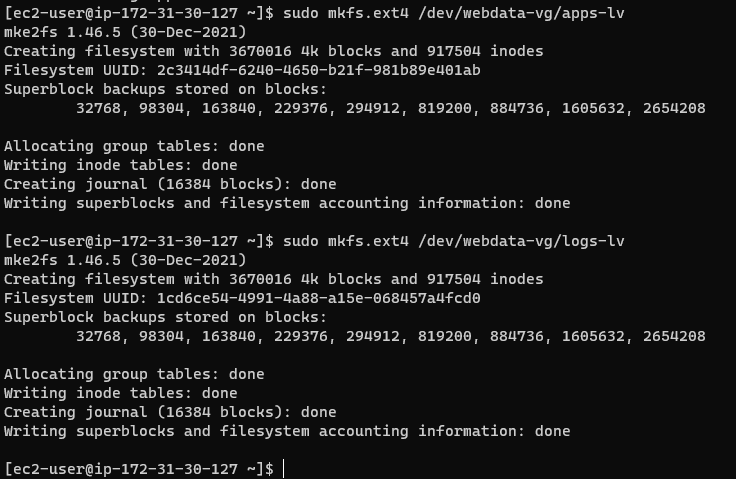 [ec2-user@ip-172-31-30-127 ~]$ sudo mkfs.ext4 /dev/webdata-vg/apps-lv
mke2fs 1.46.5 (30-Dec-2021)
Creating filesystem with 3670016 4k blocks and 917504 inodes
Filesystem UUID: 2c3414df-6240-4650-b21f-981b89e401ab
Superblock backups stored on blocks:
        32768, 98304, 163840, 229376, 294912, 819200, 884736, 1605632, 2654208

Allocating group tables: done
Writing inode tables: done
Creating journal (16384 blocks): done
Writing superblocks and filesystem accounting information: done

[ec2-user@ip-172-31-30-127 ~]$ sudo mkfs.ext4 /dev/webdata-vg/logs-lv
mke2fs 1.46.5 (30-Dec-2021)
Creating filesystem with 3670016 4k blocks and 917504 inodes
Filesystem UUID: 1cd6ce54-4991-4a88-a15e-068457a4fcd0
Superblock backups stored on blocks:
        32768, 98304, 163840, 229376, 294912, 819200, 884736, 1605632, 2654208

Allocating group tables: done
Writing inode tables: done
Creating journal (16384 blocks): done
Writing superblocks and filesystem accounting information: done

[ec2-user@ip-172-31-30-127 ~]$